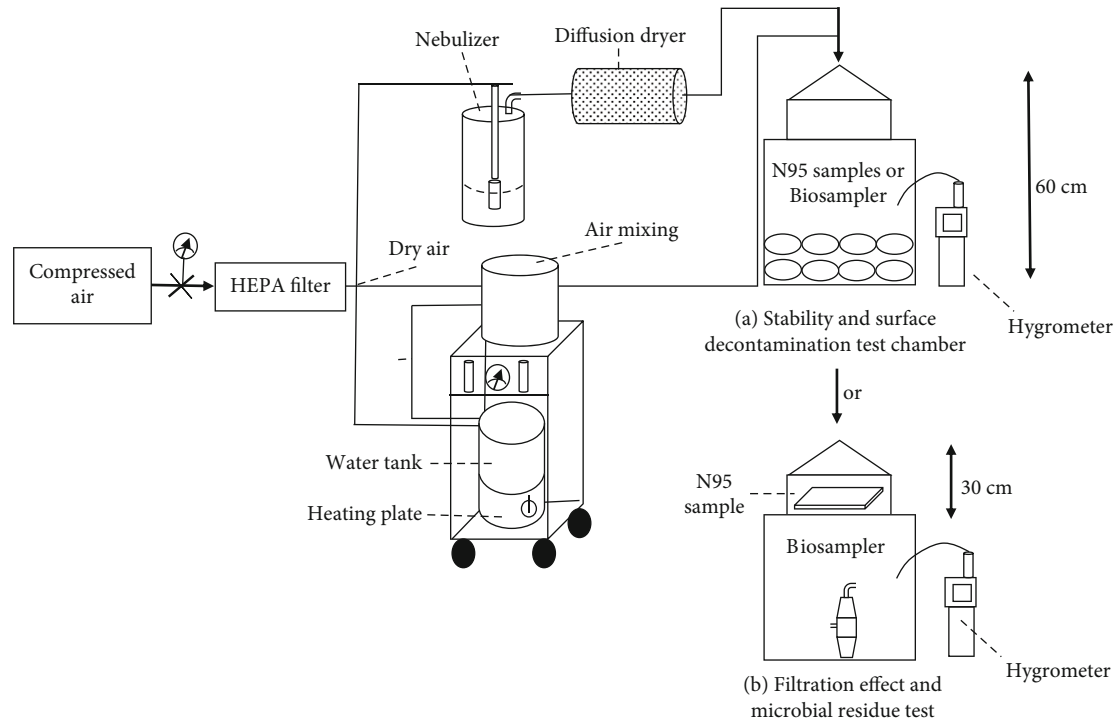 Nebulizer
Diffusion dryer
N95 samples or
Biosampler
60 cm
Air mixing
Dry air
Compressed
air
HEPA filter
Hygrometer
(a) Stability and surface
decontamination test chamber
or
Water tank
N95
sample
30 cm
Heating plate
Biosampler
Hygrometer
(b) Filtration effect and
microbial residue test